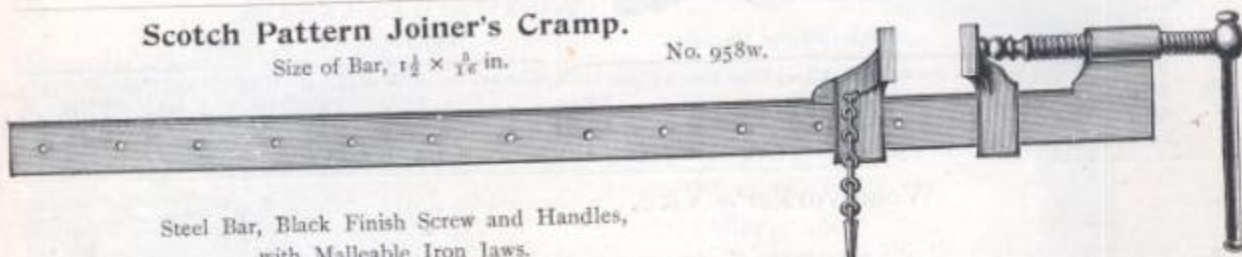 Scotch Pattern Joiner's Cramp.
Size of Bar, 1½ × 5/16 in.
No. 958w.
Steel Bar, Black Finish Screw and Handles,
with Malleable Iron Jaws.